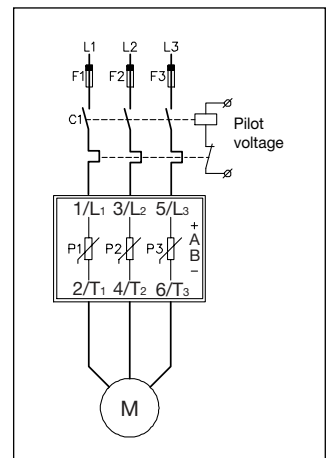 L1 L2 L3
F1 F2 F3
C1
Pilot
voltage
1/L1 3/L2 5/L3
+
A
P1 P2 P3
B
−
2/T1 4/T2 6/T3
M